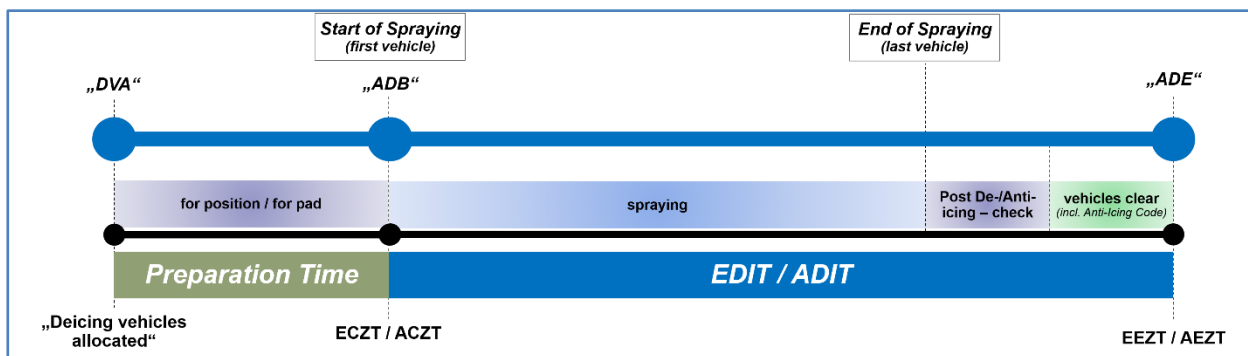 Start of Spraying
(first vehicle)
End of Spraying
(last vehicle)
„DVA“
„ADB“
„ADE“
for position / for pad
spraying
Post De-/Anti-
icing – check
vehicles clear
(incl. Anti-Icing Code)
Preparation Time
EDIT / ADIT
„Deicing vehicles
allocated“
ECZT / ACZT
EEZT / AEZT